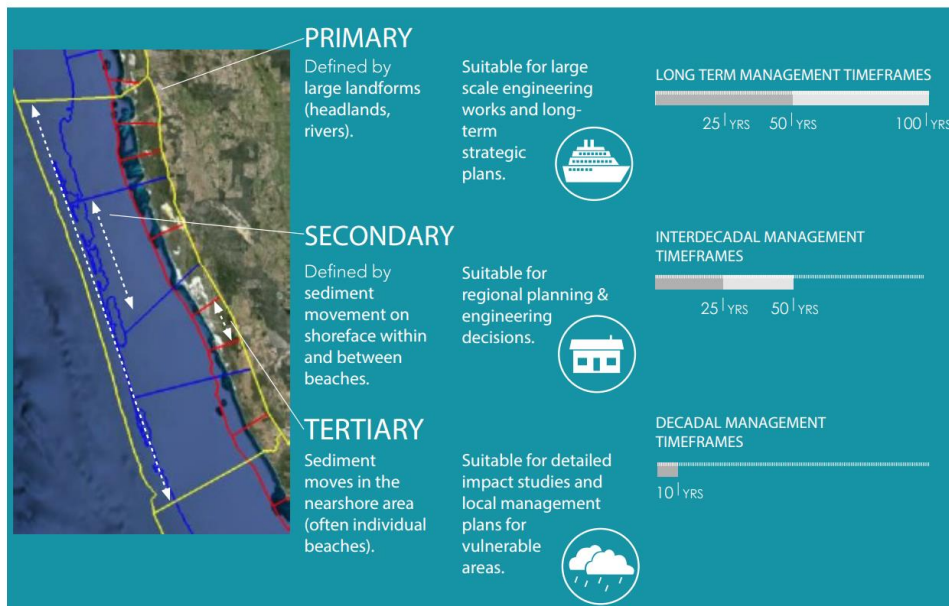 PRIMARY
Defined by
large landforms
(headlands,
rivers).
Suitable for large
scale engineering
works and long-
term
strategic
plans.
LONG TERM MANAGEMENT TIMEFRAMES
25 YRS 50 YRS 100 YRS
SECONDARY
Defined by
sediment
movement on
shoreface within
and between
beaches.
Suitable for
regional planning &
engineering
decisions.
INTERDECADAL MANAGEMENT
TIMEFRAMES
25 YRS 50 YRS
TERTIARY
Sediment
moves in the
nearshore area
(often individual
beaches).
Suitable for detailed
impact studies and
local management
plans for
vulnerable
areas.
DECADAL MANAGEMENT
TIMEFRAMES
10 YRS